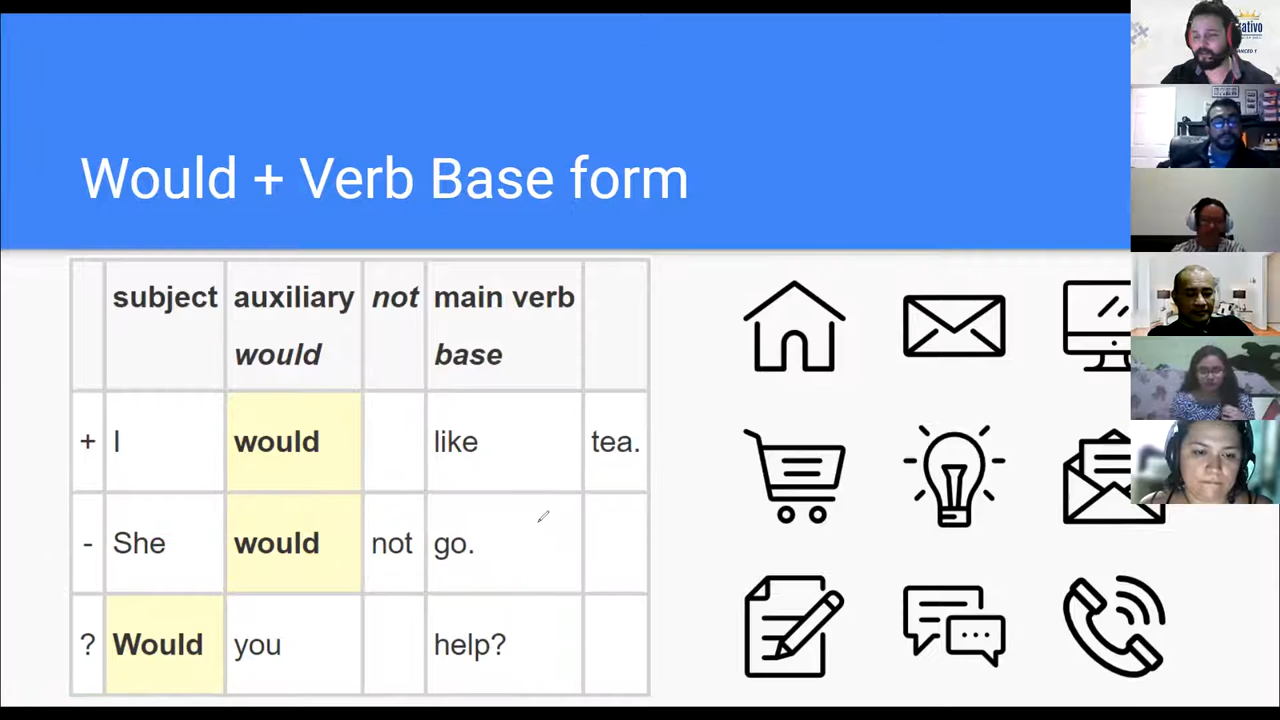 Would + Verb Base form
subject auxiliary would not main verb base
+ I would like tea.
- She would not go.
? Would you help?